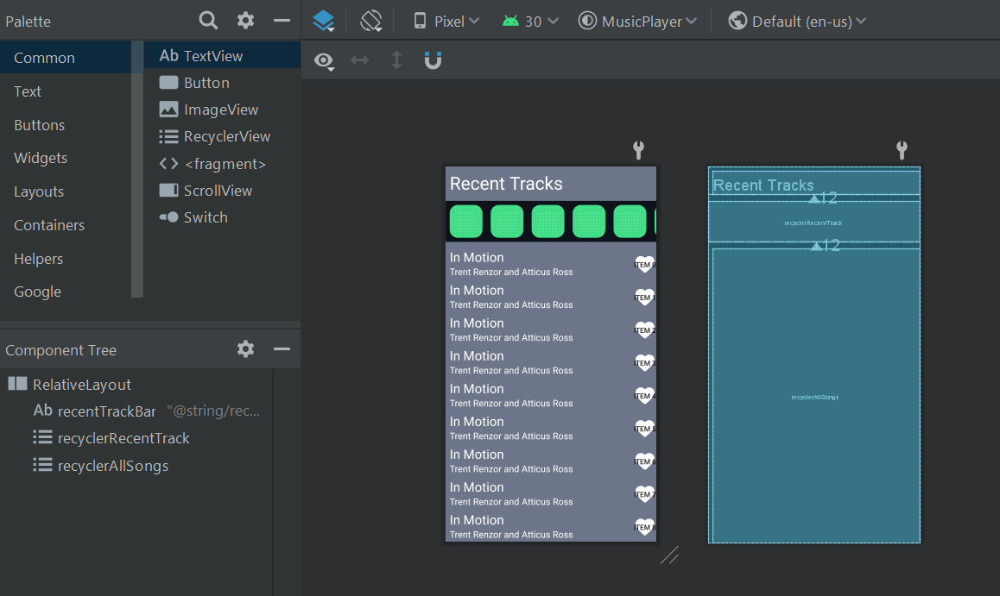 Palette
Pixel
30
MusicPlayer
Default (en-us)
Common
Text
Buttons
Widgets
Layouts
Containers
Helpers
Google
Ab TextView
Button
ImageView
RecyclerView
<> <fragment>
ScrollView
Switch
Component Tree
RelativeLayout
Ab recentTrackBar "@string/rec...
recyclerRecentTrack
recyclerAllSongs
Recent Tracks
In Motion
Trent Renzor and Atticus Ross
ITEM 0
In Motion
Trent Renzor and Atticus Ross
ITEM 1
In Motion
Trent Renzor and Atticus Ross
ITEM 2
In Motion
Trent Renzor and Atticus Ross
ITEM 3
In Motion
Trent Renzor and Atticus Ross
ITEM 4
In Motion
Trent Renzor and Atticus Ross
ITEM 5
In Motion
Trent Renzor and Atticus Ross
ITEM 6
In Motion
Trent Renzor and Atticus Ross
ITEM 7
In Motion
Trent Renzor and Atticus Ross
ITEM 8
Recent Tracks
12
recyclerRecentTrack
12
recyclerAllSongs